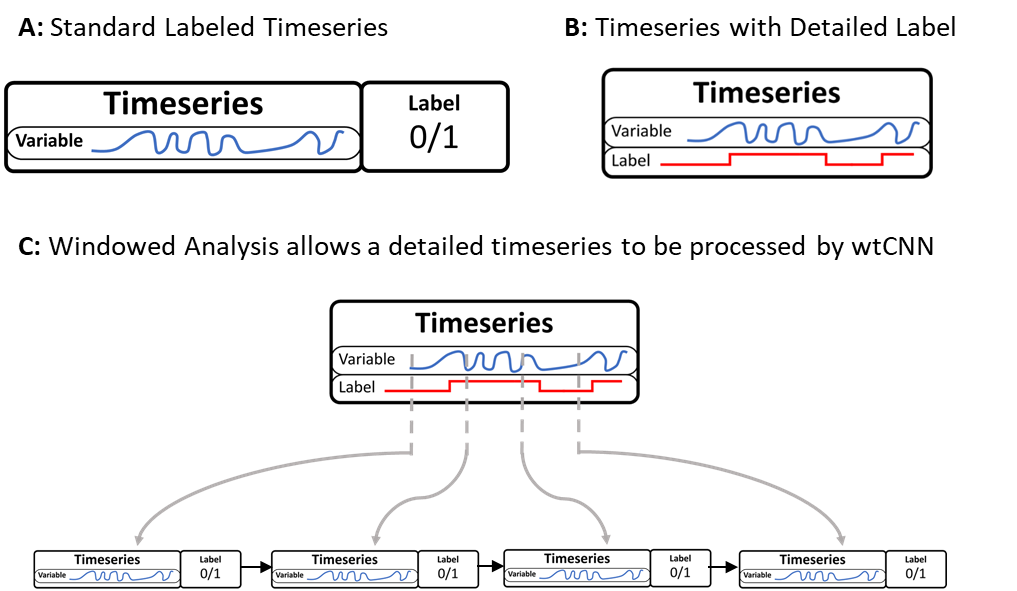 A: Standard Labeled Timeseries
B: Timeseries with Detailed Label
Timeseries
Variable
Label
0/1
Timeseries
Variable
Label
C: Windowed Analysis allows a detailed timeseries to be processed by wtCNN
Timeseries
Variable
Label
Timeseries
Variable
Label
0/1
Timeseries
Variable
Label
0/1
Timeseries
Variable
Label
0/1
Timeseries
Variable
Label
0/1